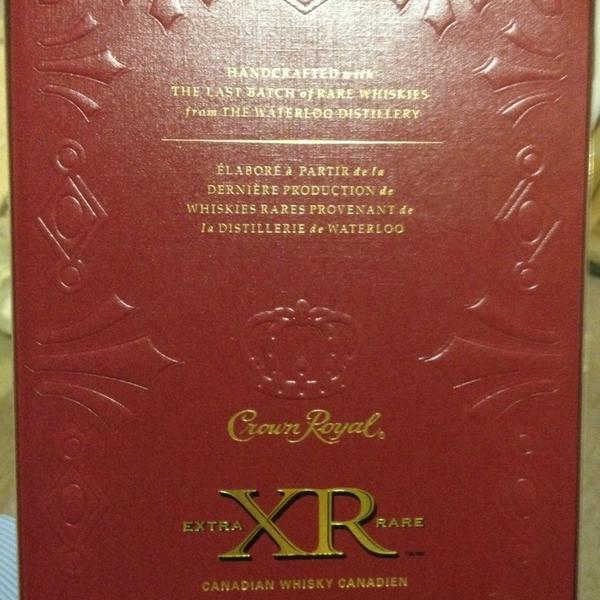 HANDCRAFTED with
THE LAST BATCH of RARE WHISKIES
from THE WATERLOO DISTILLERY
ÉLABORÉ à PARTIR de la
DERNIÈRE PRODUCTION de
WHISKIES RARES PROVENANT de
la DISTILLERIE de WATERLOO
Crown Royal
EXTRA XR RARE
CANADIAN WHISKY CANADIEN